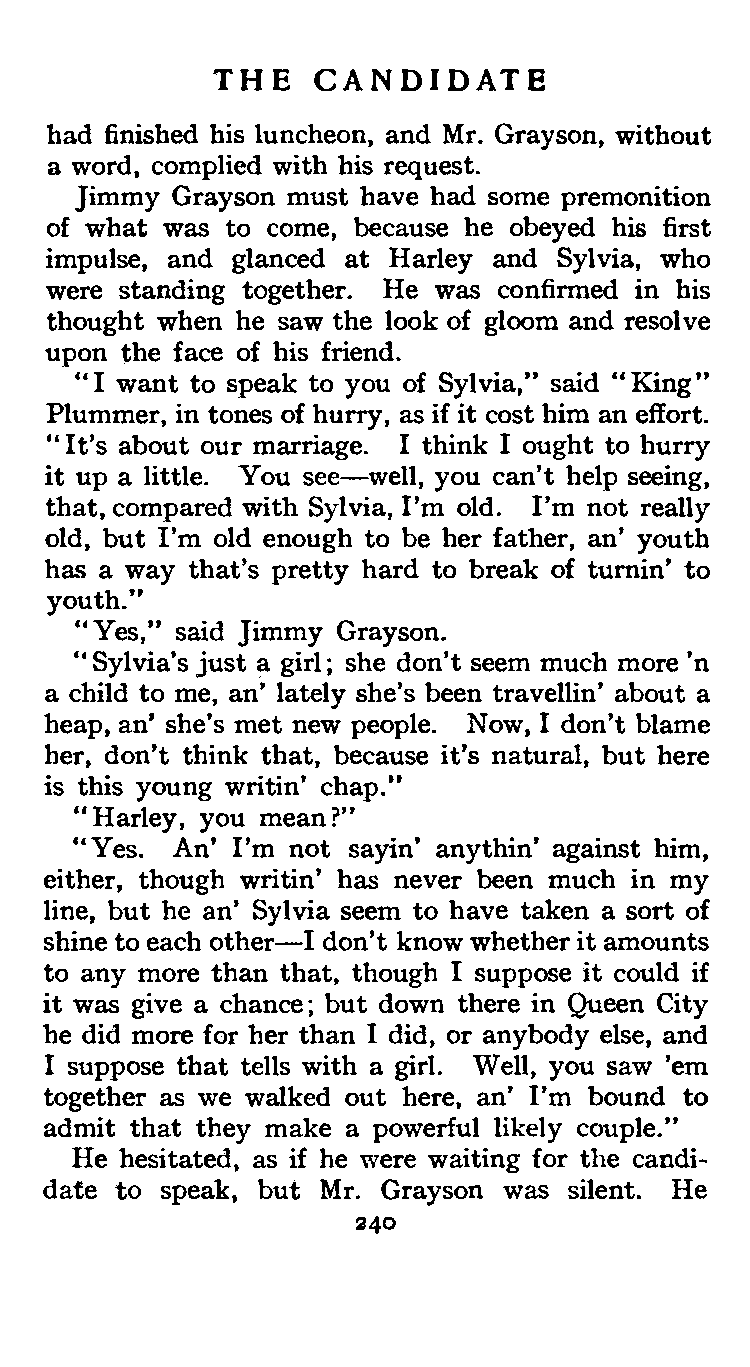 THE CANDIDATE
had finished his luncheon, and Mr. Grayson, without
a word, complied with his request.
Jimmy Grayson must have had some premonition
of what was to come, because he obeyed his first
impulse, and glanced at Harley and Sylvia, who
were standing together. He was confirmed in his
thought when he saw the look of gloom and resolve
upon the face of his friend.
"I want to speak to you of Sylvia," said "King"
Plummer, in tones of hurry, as if it cost him an effort.
"It's about our marriage. I think I ought to hurry
it up a little. You see—well, you can't help seeing,
that, compared with Sylvia, I'm old. I'm not really
old, but I'm old enough to be her father, an' youth
has a way that's pretty hard to break of turnin' to
youth."
"Yes," said Jimmy Grayson.
"Sylvia's just a girl; she don't seem much more 'n
a child to me, an' lately she's been travellin' about a
heap, an' she's met new people. Now, I don't blame
her, don't think that, because it's natural, but here
is this young writin' chap."
"Harley, you mean?"
"Yes. An' I'm not sayin' anythin' against him,
either, though writin' has never been much in my
line, but he an' Sylvia seem to have taken a sort of
shine to each other—I don't know whether it amounts
to any more than that, though I suppose it could if
it was give a chance; but down there in Queen City
he did more for her than I did, or anybody else, and
I suppose that tells with a girl. Well, you saw 'em
together as we walked out here, an' I'm bound to
admit that they make a powerful likely couple."
He hesitated, as if he were waiting for the candi-
date to speak, but Mr. Grayson was silent. He
240